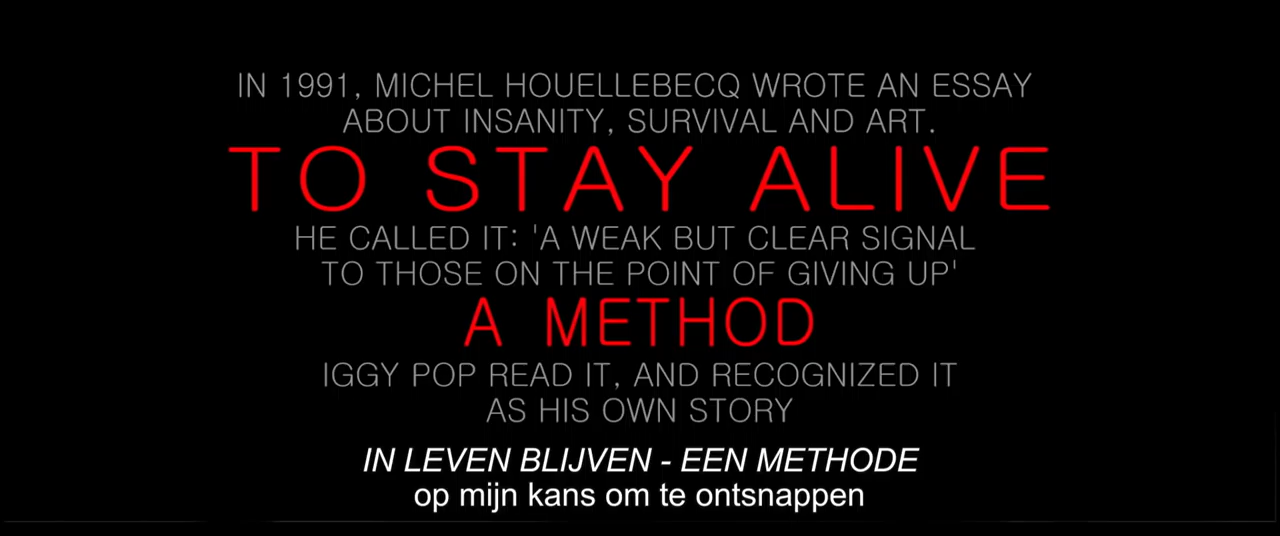 IN 1991, MICHEL HOUELLEBECQ WROTE AN ESSAY
ABOUT INSANITY, SURVIVAL AND ART.
TO STAY ALIVE
HE CALLED IT: 'A WEAK BUT CLEAR SIGNAL
TO THOSE ON THE POINT OF GIVING UP'
A METHOD
IGGY POP READ IT, AND RECOGNIZED IT
AS HIS OWN STORY
IN LEVEN BLIJVEN - EEN METHODE
op mijn kans om te ontsnappen